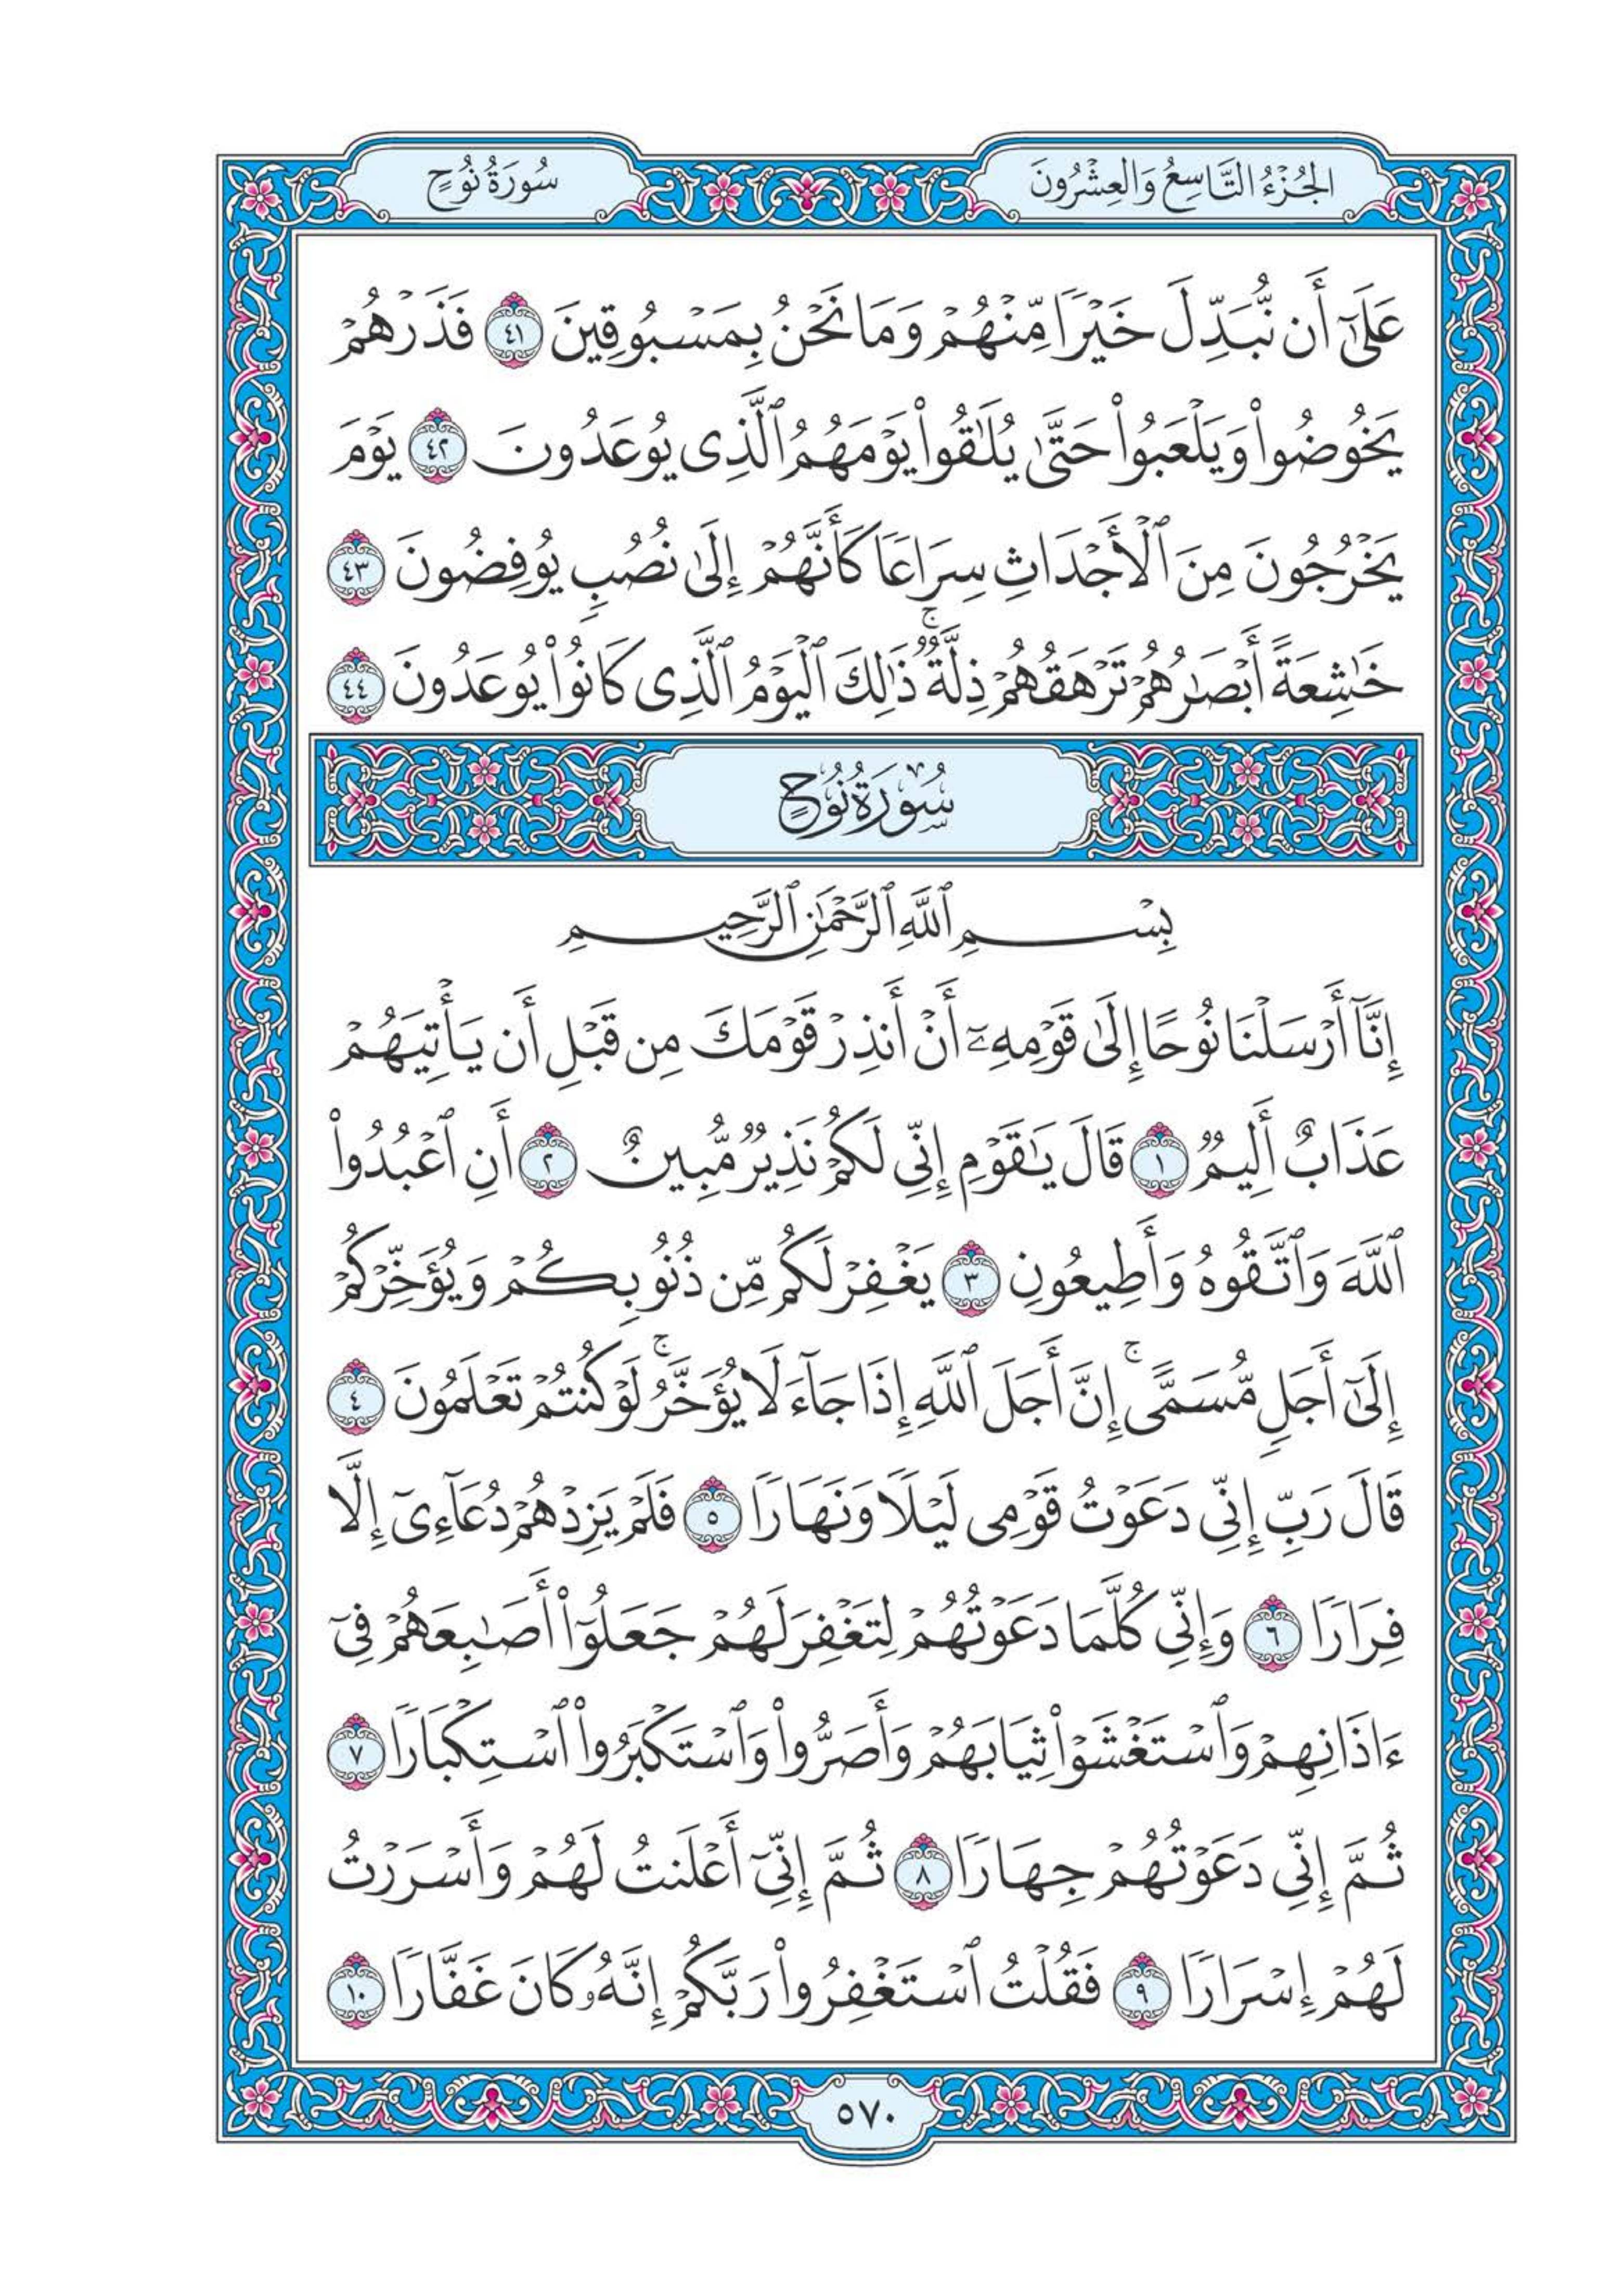 الجُزْءُ التَّاسِعُ وَالعِشْرُونَ
سُورَةُ نُوحٍ
عَلَىٰٓ أَن نُّبَدِّلَ خَيْرًا مِّنْهُمْ وَمَا نَحْنُ بِمَسْبُوقِينَ ٤١ فَذَرْهُمْ
يَخُوضُوا۟ وَيَلْعَبُوا۟ حَتَّىٰ يُلَٰقُوا۟ يَوْمَهُمُ ٱلَّذِى يُوعَدُونَ ٤٢ يَوْمَ
يَخْرُجُونَ مِنَ ٱلْأَجْدَاثِ سِرَاعًا كَأَنَّهُمْ إِلَىٰ نُصُبٍ يُوفِضُونَ ٤٣
خَٰشِعَةً أَبْصَٰرُهُمْ تَرْهَقُهُمْ ذِلَّةٌ ۚ ذَٰلِكَ ٱلْيَوْمُ ٱلَّذِى كَانُوا۟ يُوعَدُونَ ٤٤
سُورَةُ نُوحٍ
بِسْمِ ٱللَّهِ ٱلرَّحْمَٰنِ ٱلرَّحِيمِ
إِنَّآ أَرْسَلْنَا نُوحًا إِلَىٰ قَوْمِهِۦٓ أَنْ أَنذِرْ قَوْمَكَ مِن قَبْلِ أَن يَأْتِيَهُمْ
عَذَابٌ أَلِيمٌ ١ قَالَ يَٰقَوْمِ إِنِّى لَكُمْ نَذِيرٌ مُّبِينٌ ٢ أَنِ ٱعْبُدُوا۟
ٱللَّهَ وَٱتَّقُوهُ وَأَطِيعُونِ ٣ يَغْفِرْ لَكُم مِّن ذُنُوبِكُمْ وَيُؤَخِّرْكُمْ
إِلَىٰٓ أَجَلٍ مُّسَمًّى ۚ إِنَّ أَجَلَ ٱللَّهِ إِذَا جَآءَ لَا يُؤَخَّرُ ۖ لَوْ كُنتُمْ تَعْلَمُونَ ٤
قَالَ رَبِّ إِنِّى دَعَوْتُ قَوْمِى لَيْلًا وَنَهَارًا ٥ فَلَمْ يَزِدْهُمْ دُعَآءِىٓ إِلَّا
فِرَارًا ٦ وَإِنِّى كُلَّمَا دَعَوْتُهُمْ لِتَغْفِرَ لَهُمْ جَعَلُوٓا۟ أَصَٰبِعَهُمْ فِىٓ
ءَاذَانِهِمْ وَٱسْتَغْشَوْا۟ ثِيَابَهُمْ وَأَصَرُّوا۟ وَٱسْتَكْبَرُوا۟ ٱسْتِكْبَارًا ٧
ثُمَّ إِنِّى دَعَوْتُهُمْ جِهَارًا ٨ ثُمَّ إِنِّىٓ أَعْلَنتُ لَهُمْ وَأَسْرَرْتُ
لَهُمْ إِسْرَارًا ٩ فَقُلْتُ ٱسْتَغْفِرُوا۟ رَبَّكُمْ إِنَّهُۥ كَانَ غَفَّارًا ١٠
٥٧٠